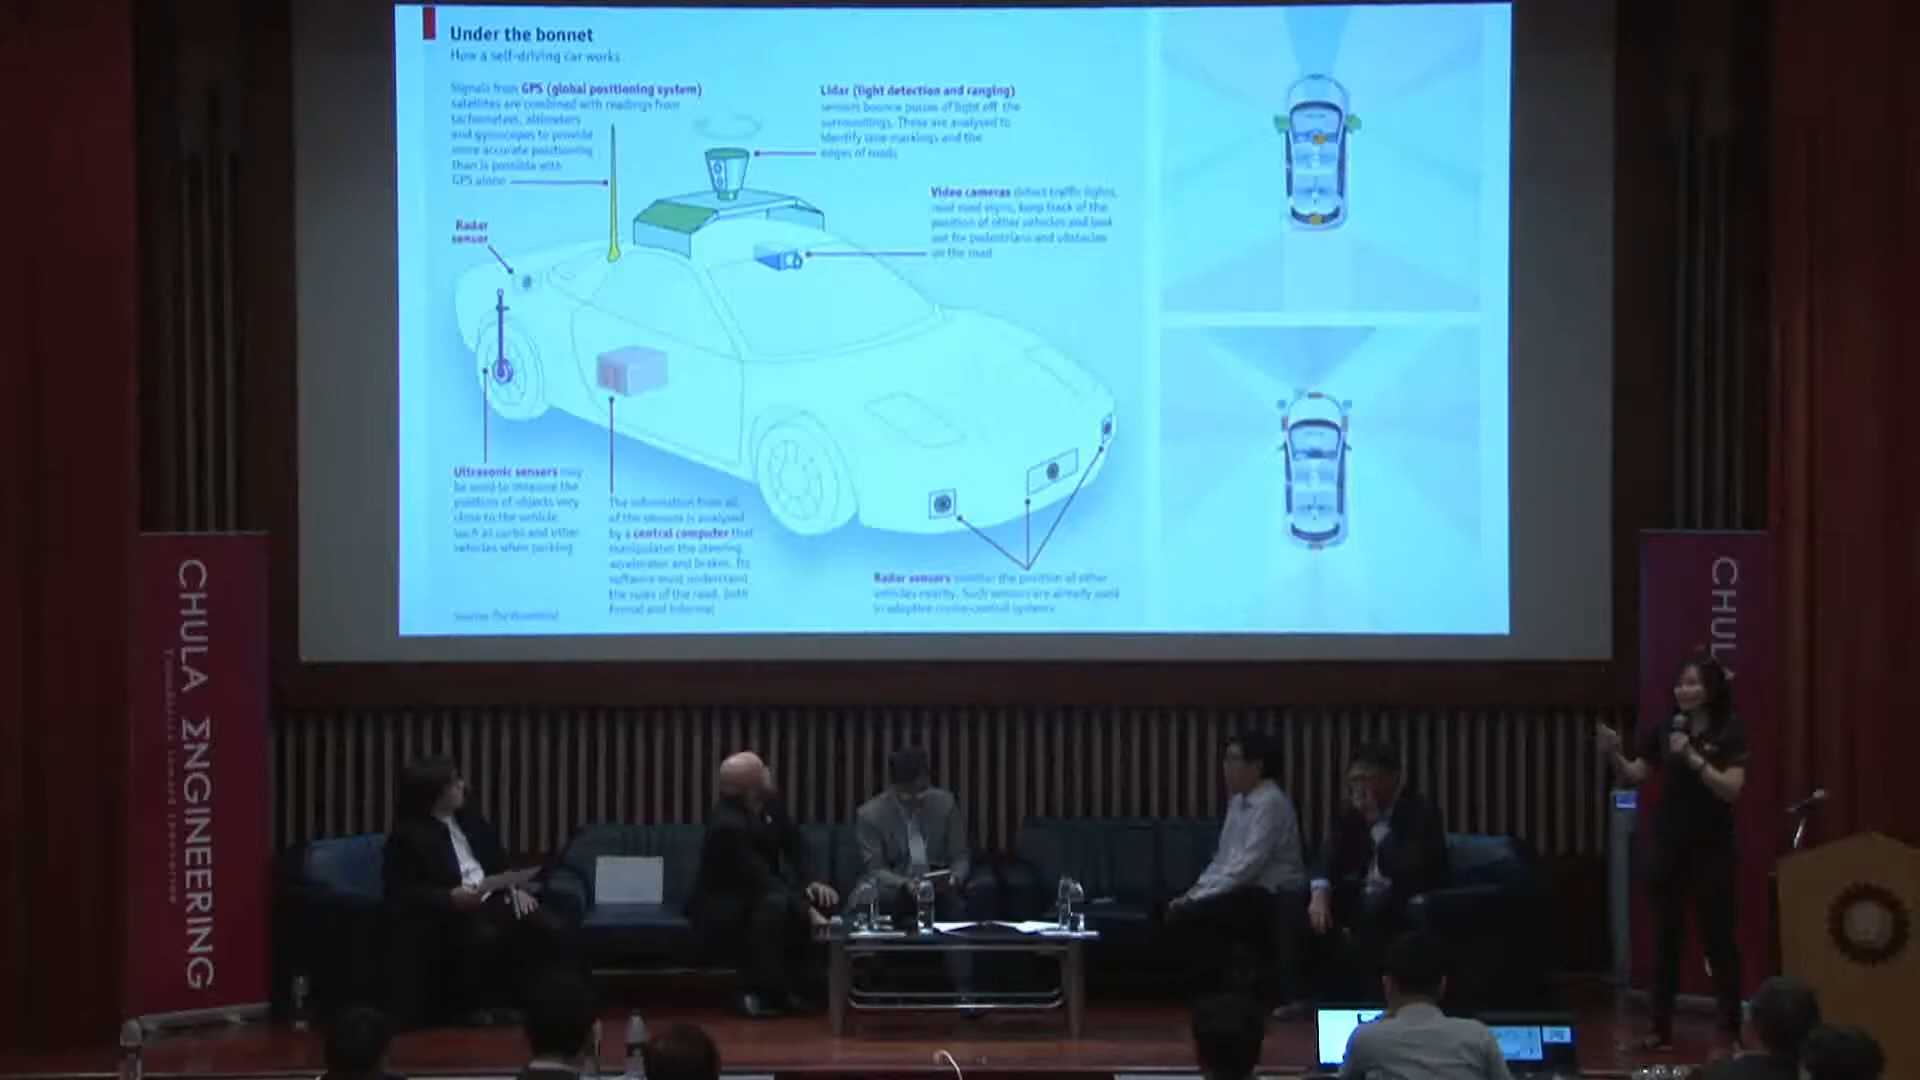 Under the bonnet
How a self-driving car works
Signals from GPS (global positioning system)
satellites are combined with readings from
tachometers, altimeters
and gyroscopes to provide
more accurate positioning
than is possible with
GPS alone
Lidar (light detection and ranging)
sensors bounce pulses of light off the
surroundings. These are analysed to
identify lane markings and the
edges of roads
Video cameras detect traffic lights,
read road signs, keep track of the
position of other vehicles and look
out for pedestrians and obstacles
on the road
Radar
sensor
Ultrasonic sensors may
be used to measure the
position of objects very
close to the vehicle,
such as curbs and other
vehicles when parking
The information from all
of the sensors is analysed
by a central computer that
manipulates the steering,
accelerator and brakes. Its
software must understand
the rules of the road, both
formal and informal
Radar sensors monitor the position of other
vehicles nearby. Such sensors are already used
in adaptive cruise-control systems
Source: The Economist
CHULA ΣNGINEERING
Foundation toward Innovation
CHUL